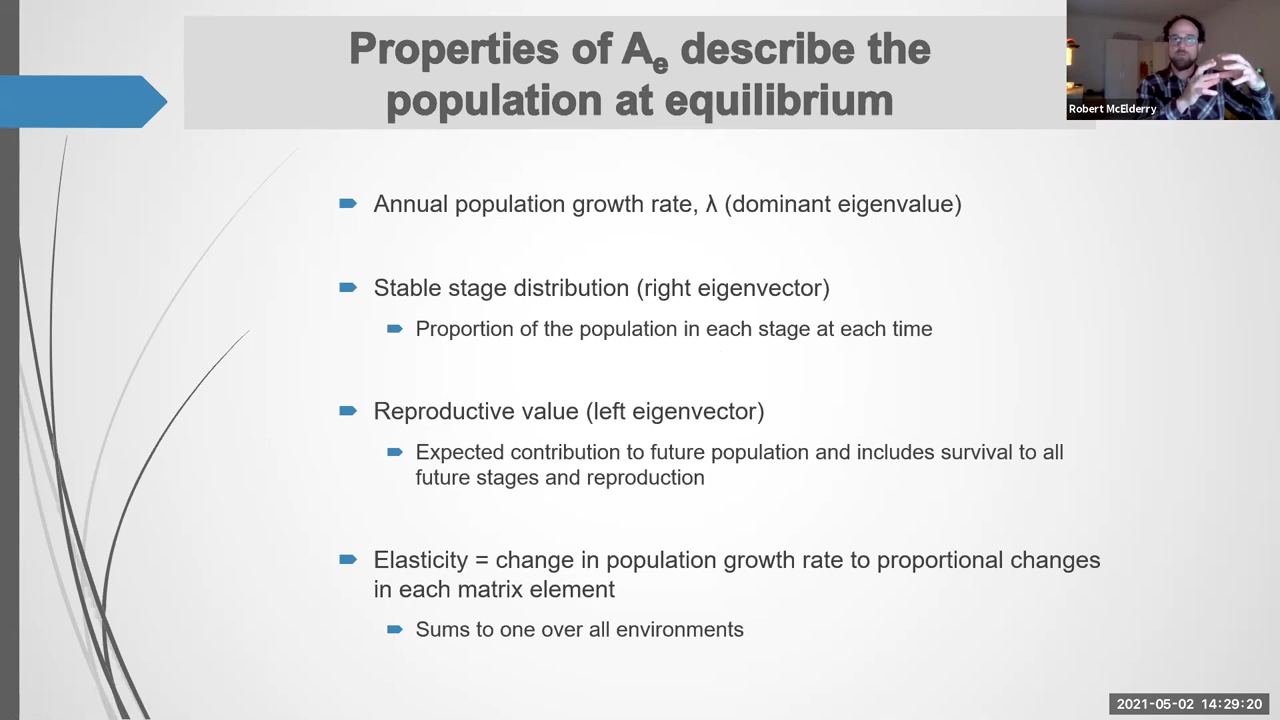 Properties of Aₑ describe the
population at equilibrium
Robert McElderry
Annual population growth rate, λ (dominant eigenvalue)
Stable stage distribution (right eigenvector)
Proportion of the population in each stage at each time
Reproductive value (left eigenvector)
Expected contribution to future population and includes survival to all
future stages and reproduction
Elasticity = change in population growth rate to proportional changes
in each matrix element
Sums to one over all environments
2021-05-02 14:29:20